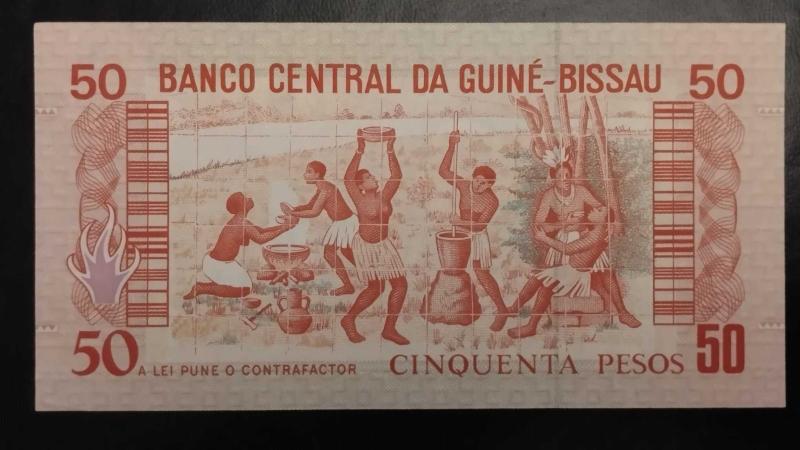 50 BANCO CENTRAL DA GUINÉ-BISSAU 50
50 A LEI PUNE O CONTRAFACTOR CINQUENTA PESOS 50